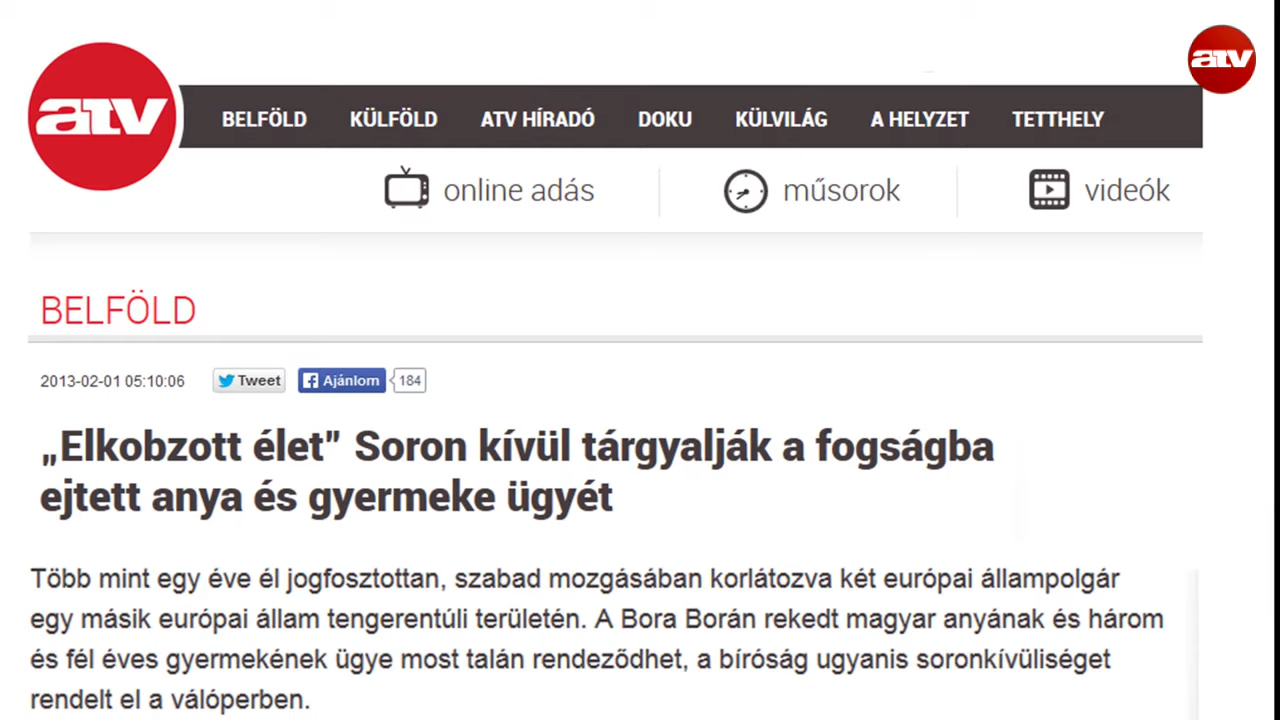 atv
atv
BELFÖLD KÜLFÖLD ATV HÍRADÓ DOKU KÜLVILÁG A HELYZET TETTHELY
online adás műsorok videók
BELFÖLD
2013-02-01 05:10:06 Tweet Ajánlom 184
„Elkobzott élet” Soron kívül tárgyalják a fogságba
ejtett anya és gyermeke ügyét
Több mint egy éve él jogfosztottan, szabad mozgásában korlátozva két európai állampolgár
egy másik európai állam tengerentúli területén. A Bora Borán rekedt magyar anyának és három
és fél éves gyermekének ügye most talán rendeződhet, a bíróság ugyanis soronkívüliséget
rendelt el a válóperben.